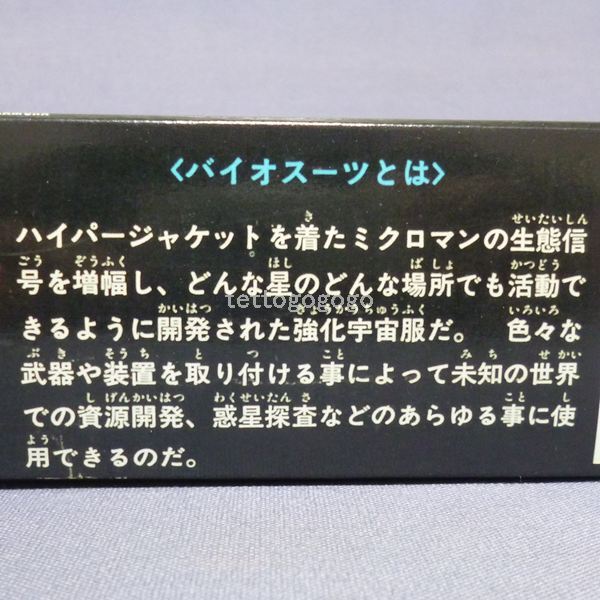 〈バイオスーツとは〉
ハイパージャケットを着たミクロマンの生態信
号を増幅し、どんな星のどんな場所でも活動で
きるように開発された強化宇宙服だ。 色々な
武器や装置を取り付ける事によって未知の世界
での資源開発、惑星探査などのあらゆる事に使
用できるのだ。
tettogogogo